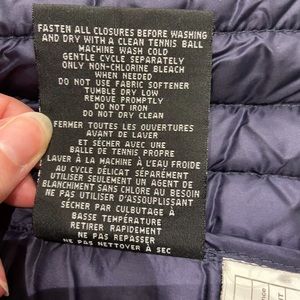 FASTEN ALL CLOSURES BEFORE WASHING
AND DRY WITH A CLEAN TENNIS BALL
MACHINE WASH COLD
GENTLE CYCLE SEPARATELY
ONLY NON-CHLORINE BLEACH
WHEN NEEDED
DO NOT USE FABRIC SOFTENER
TUMBLE DRY LOW
REMOVE PROMPTLY
DO NOT IRON
DO NOT DRY CLEAN
FERMER TOUTES LES OUVERTURES
AVANT DE LAVER
ET SÉCHER AVEC UNE
BALLE DE TENNIS PROPRE
LAVER À LA MACHINE À L'EAU FROIDE
AU CYCLE DÉLICAT SÉPARÉMENT
UTILISER SEULEMENT UN AGENT DE
BLANCHIMENT SANS CHLORE AU BESOIN
NE PAS UTILISER D'ASSOUPLISSANT
SÉCHER PAR CULBUTAGE À
BASSE TEMPÉRATURE
RETIRER RAPIDEMENT
NE PAS REPASSER
NE PAS NETTOYER À SEC